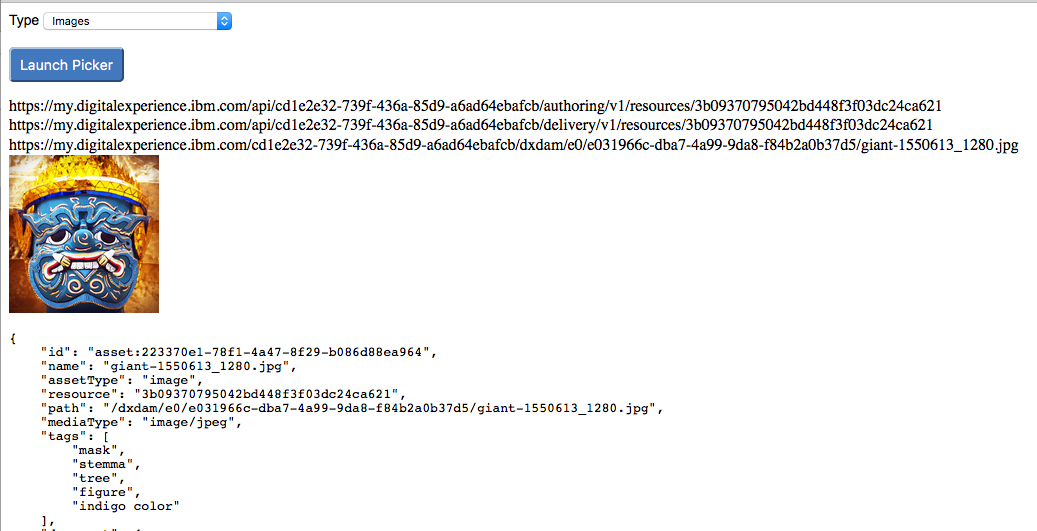 Type Images
Launch Picker
https://my.digitalexperience.ibm.com/api/cd1e2e32-739f-436a-85d9-a6ad64ebafcb/authoring/v1/resources/3b09370795042bd448f3f03dc24ca621
https://my.digitalexperience.ibm.com/api/cd1e2e32-739f-436a-85d9-a6ad64ebafcb/delivery/v1/resources/3b09370795042bd448f3f03dc24ca621
https://my.digitalexperience.ibm.com/cd1e2e32-739f-436a-85d9-a6ad64ebafcb/dxdam/e0/e031966c-dba7-4a99-9da8-f84b2a0b37d5/giant-1550613_1280.jpg
{
    "id": "asset:223370e1-78f1-4a47-8f29-b086d88ea964",
    "name": "giant-1550613_1280.jpg",
    "assetType": "image",
    "resource": "3b09370795042bd448f3f03dc24ca621",
    "path": "/dxdam/e0/e031966c-dba7-4a99-9da8-f84b2a0b37d5/giant-1550613_1280.jpg",
    "mediaType": "image/jpeg",
    "tags": [
        "mask",
        "stemma",
        "tree",
        "figure",
        "indigo color"
    ],